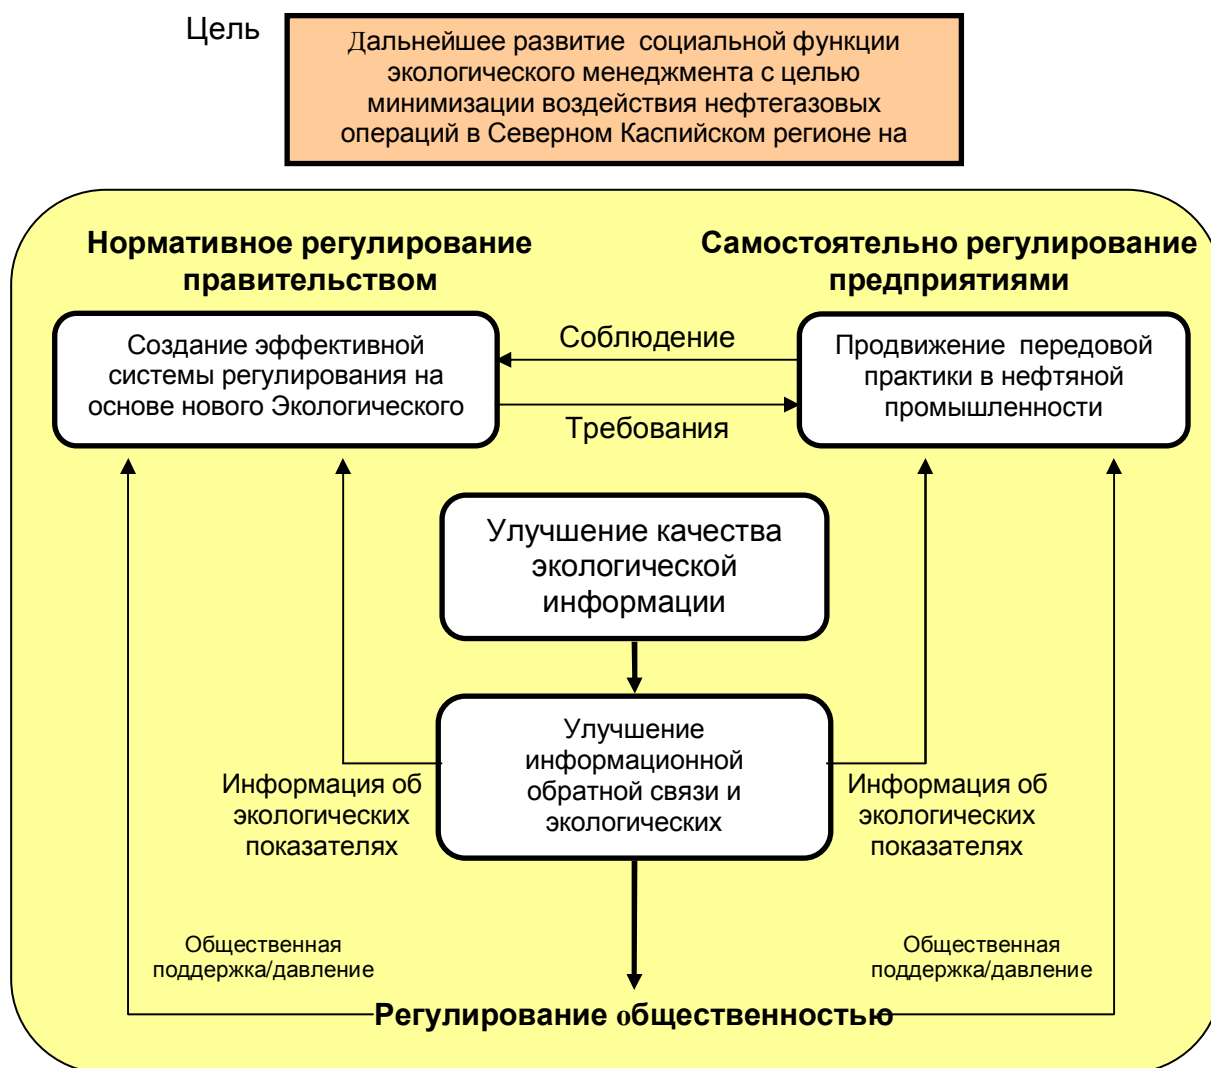 Цель
Дальнейшее развитие социальной функции
экологического менеджмента с целью
минимизации воздействия нефтегазовых
операций в Северном Каспийском регионе на
Нормативное регулирование
правительством
Самостоятельно регулирование
предприятиями
Создание эффективной
системы регулирования на
основе нового Экологического
Соблюдение
Требования
Продвижение передовой
практики в нефтяной
промышленности
Улучшение качества
экологической
информации
Улучшение
информационной
обратной связи и
экологических
Информация об
экологических
показателях
Информация об
экологических
показателях
Общественная
поддержка/давление
Общественная
поддержка/давление
Регулирование общественностью